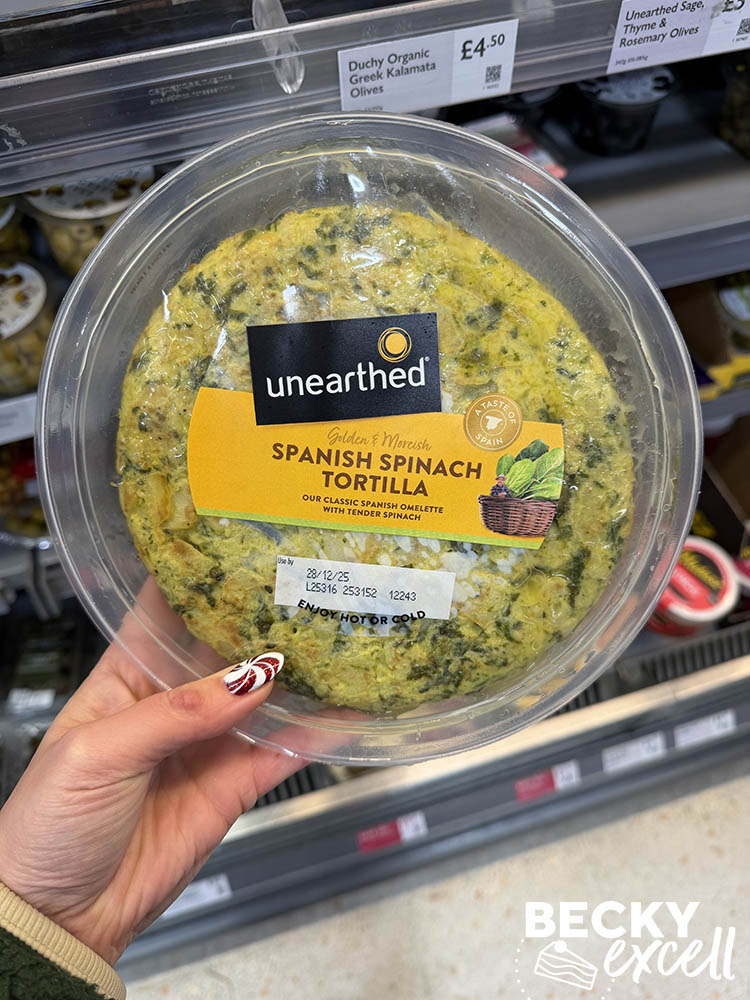 Duchy Organic
Greek Kalamata
Olives
£4.50
Unearthed Sage,
Thyme &
Rosemary Olives
unearthed®
A TASTE OF
SPAIN
Golden & Moreish
SPANISH SPINACH
TORTILLA
OUR CLASSIC SPANISH OMELETTE
WITH TENDER SPINACH
Use by
28/12/25
L25316 253152 12243
ENJOY HOT OR COLD
BECKY
excell